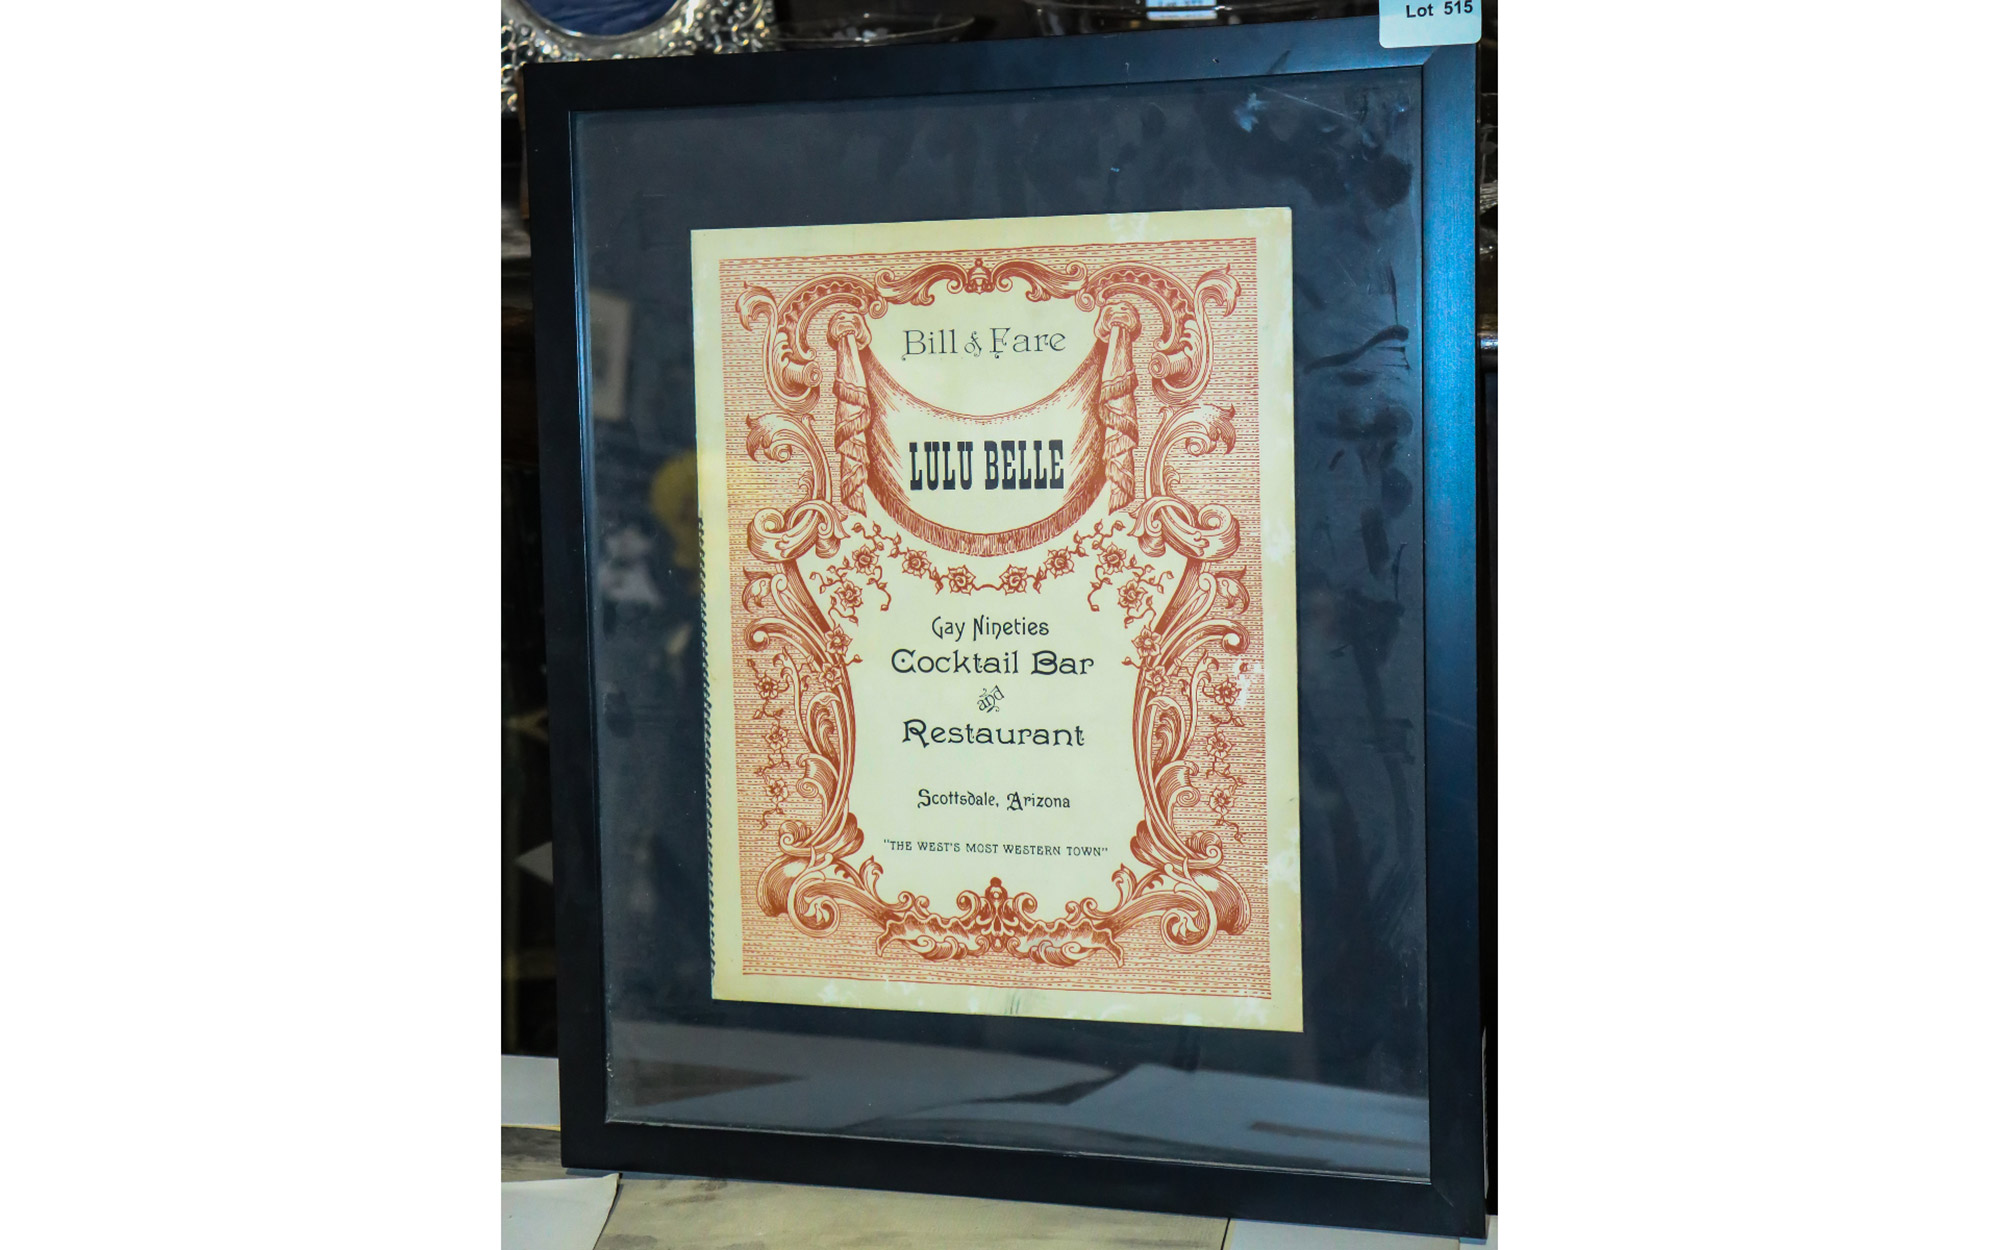 Lot 515
Bill of Fare
LULU BELLE
Gay Nineties
Cocktail Bar
and
Restaurant
Scottsdale, Arizona
"THE WEST'S MOST WESTERN TOWN"